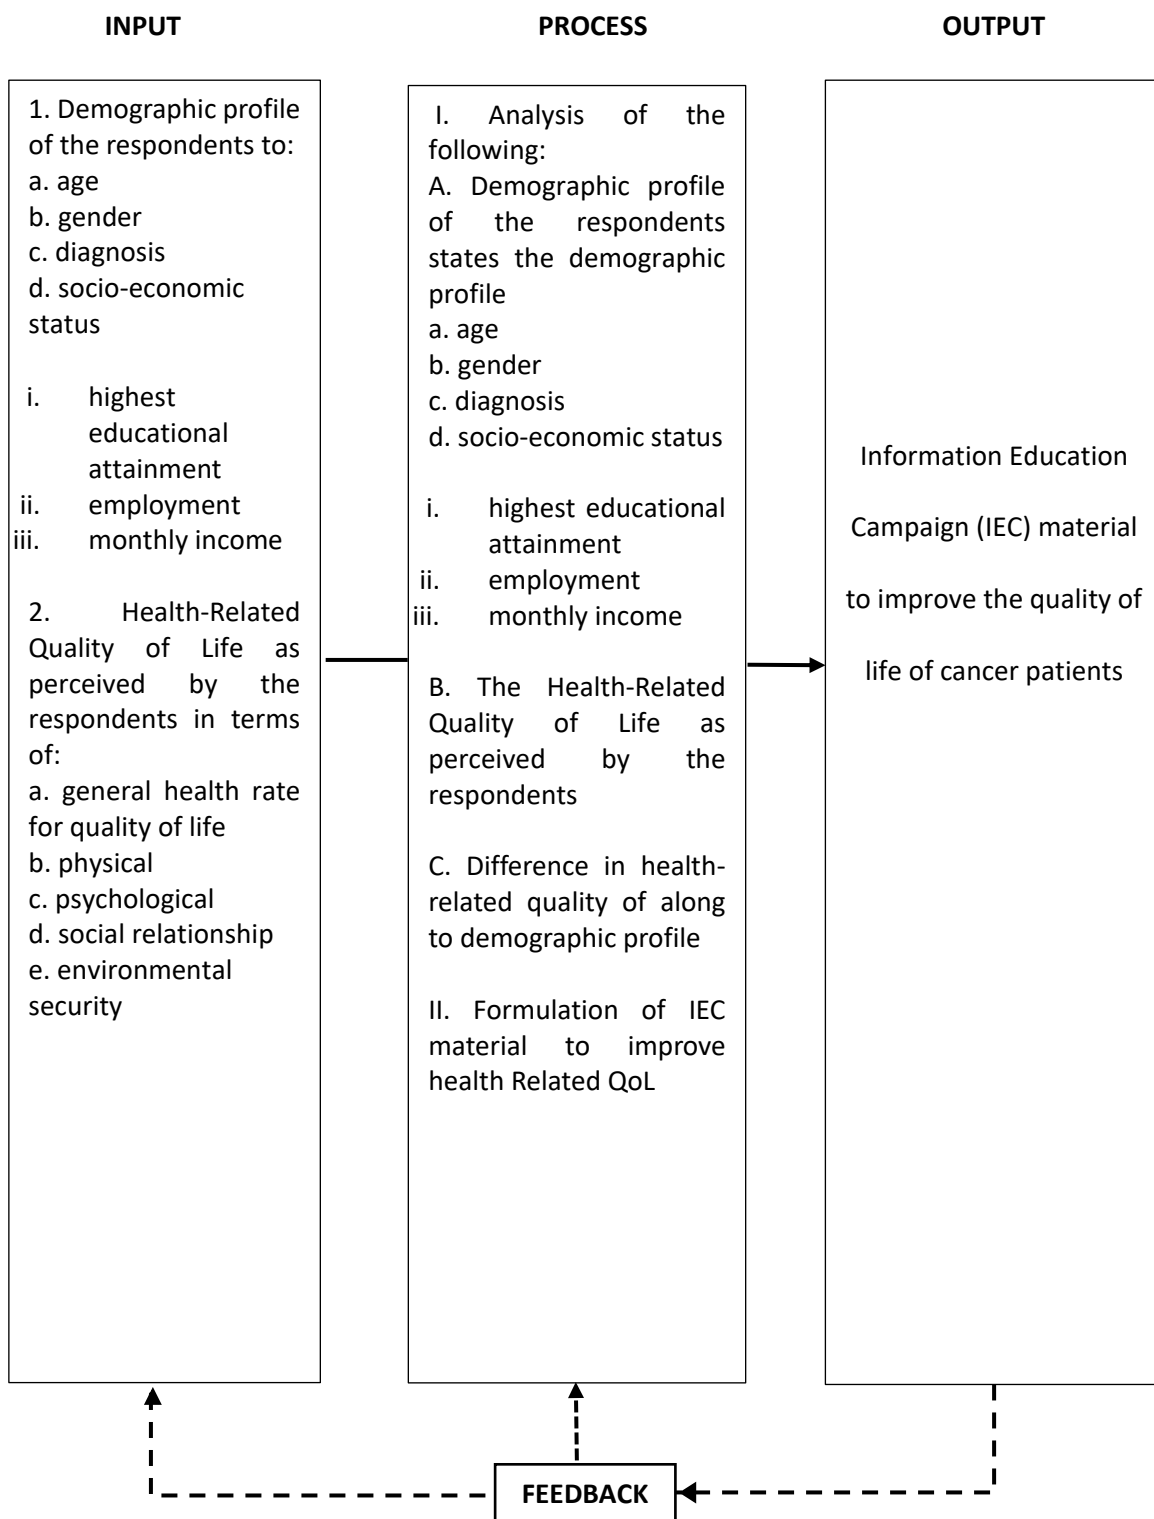 INPUT
PROCESS
OUTPUT
1. Demographic profile
of the respondents to:
a. age
b. gender
c. diagnosis
d. socio-economic
status
i. highest
educational
attainment
ii. employment
iii. monthly income
2. Health-Related
Quality of Life as
perceived by the
respondents in terms
of:
a. general health rate
for quality of life
b. physical
c. psychological
d. social relationship
e. environmental
security
I. Analysis of the
following:
A. Demographic profile
of the respondents
states the demographic
profile
a. age
b. gender
c. diagnosis
d. socio-economic status
i. highest educational
attainment
ii. employment
iii. monthly income
B. The Health-Related
Quality of Life as
perceived by the
respondents
C. Difference in health-
related quality of along
to demographic profile
II. Formulation of IEC
material to improve
health Related QoL
Information Education
Campaign (IEC) material
to improve the quality of
life of cancer patients
FEEDBACK